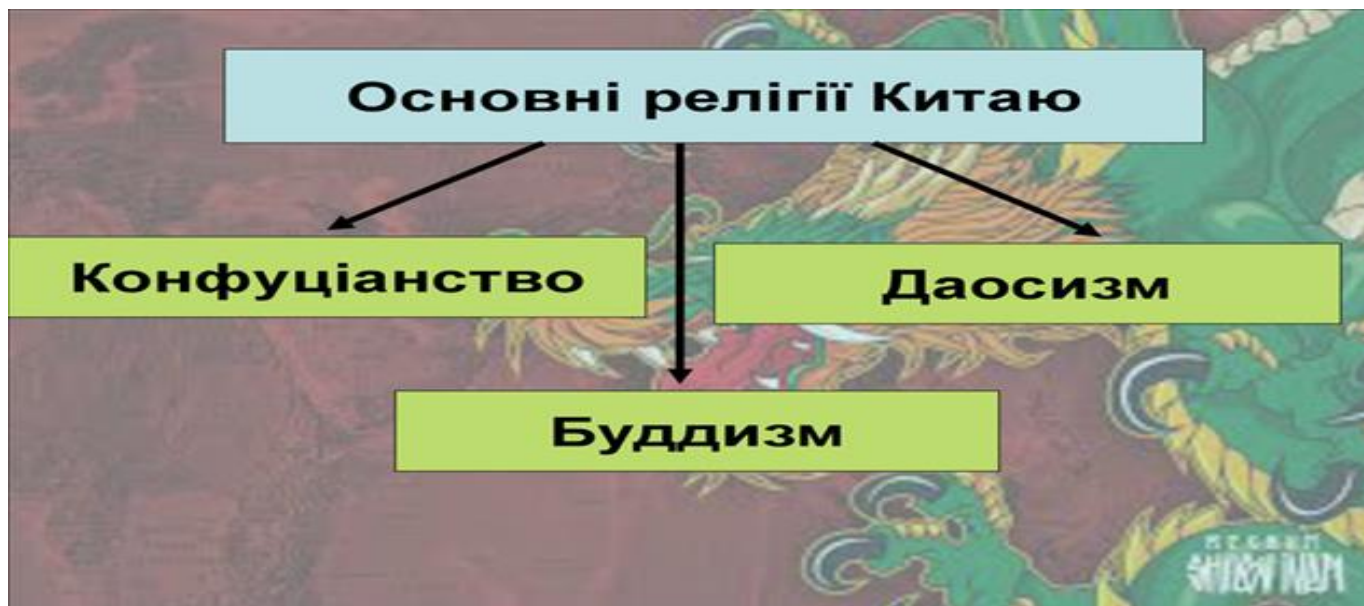 Основні релігії Китаю
Конфуціанство
Даосизм
Буддизм